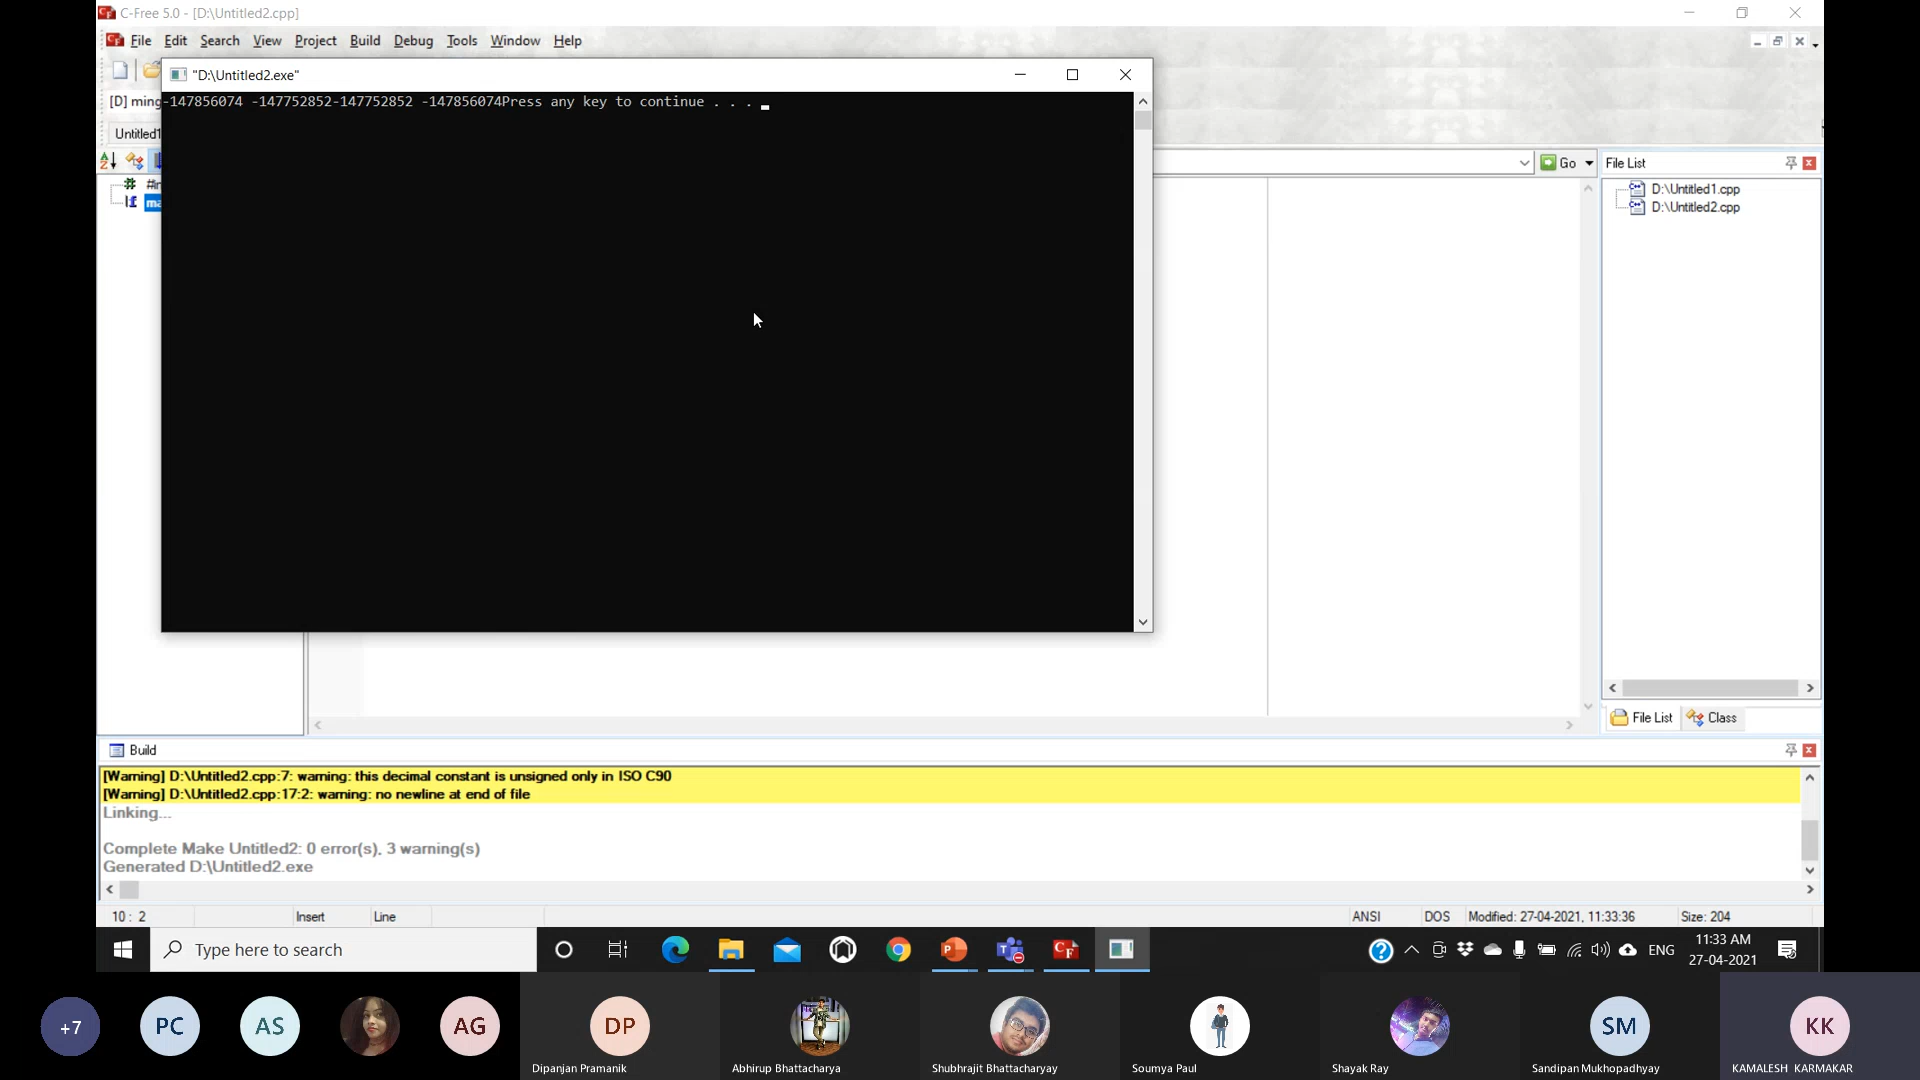 C-Free 5.0 - [D:\Untitled2.cpp]
File Edit Search View Project Build Debug Tools Window Help
"D:\Untitled2.exe"
[D] ming
-147856074 -147752852-147752852 -147856074Press any key to continue . . .
Untitled1
Go
File List
#in
ma
D:\Untitled1.cpp
D:\Untitled2.cpp
File List Class
Build
[Warning] D:\Untitled2.cpp:7: warning: this decimal constant is unsigned only in ISO C90
[Warning] D:\Untitled2.cpp:17:2: warning: no newline at end of file
Linking...
Complete Make Untitled2: 0 error(s), 3 warning(s)
Generated D:\Untitled2.exe
10 : 2 Insert Line ANSI DOS Modified: 27-04-2021, 11:33:36 Size: 204
Type here to search
ENG
11:33 AM
27-04-2021
+7 PC AS AG DP SM KK
Dipanjan Pramanik Abhirup Bhattacharya Shubhrajit Bhattacharyay Soumya Paul Shayak Ray Sandipan Mukhopadhyay KAMALESH KARMAKAR